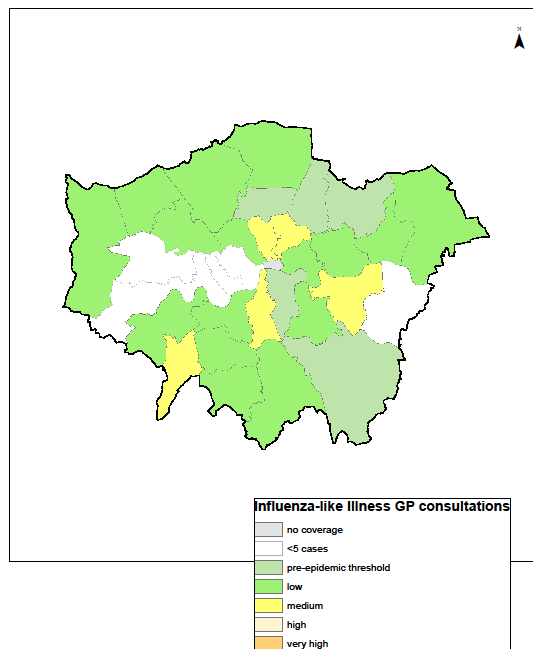 Influenza-like Illness GP consultations
no coverage
<5 cases
pre-epidemic threshold
low
medium
high
very high